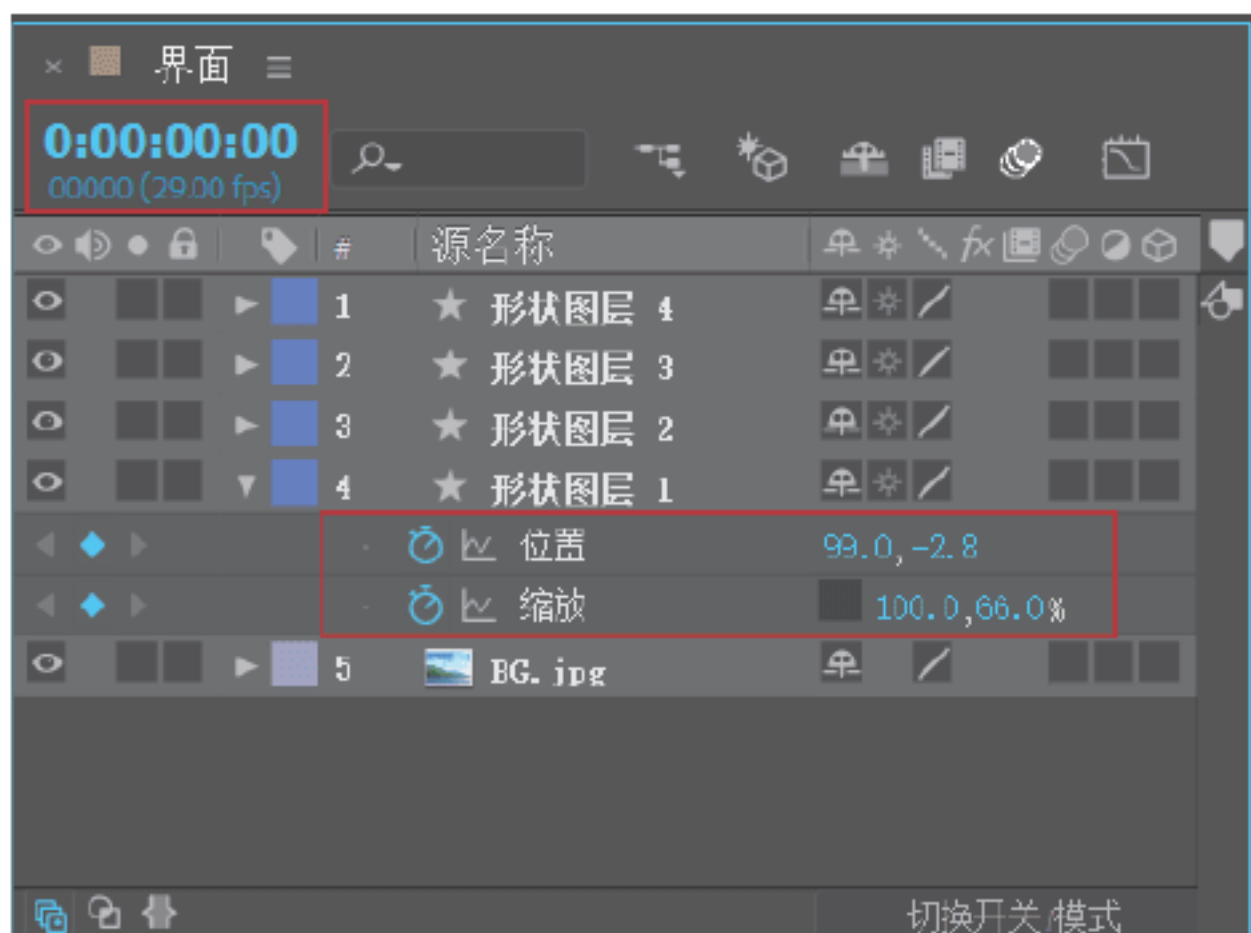 × 界面 ≡
0:00:00:00
00000 (29.00 fps)
# 源名称 fx
1 ★ 形状图层 4
2 ★ 形状图层 3
3 ★ 形状图层 2
4 ★ 形状图层 1
位置 99.0,-2.8
缩放 100.0,66.0%
5 BG.jpg
切换开关/模式